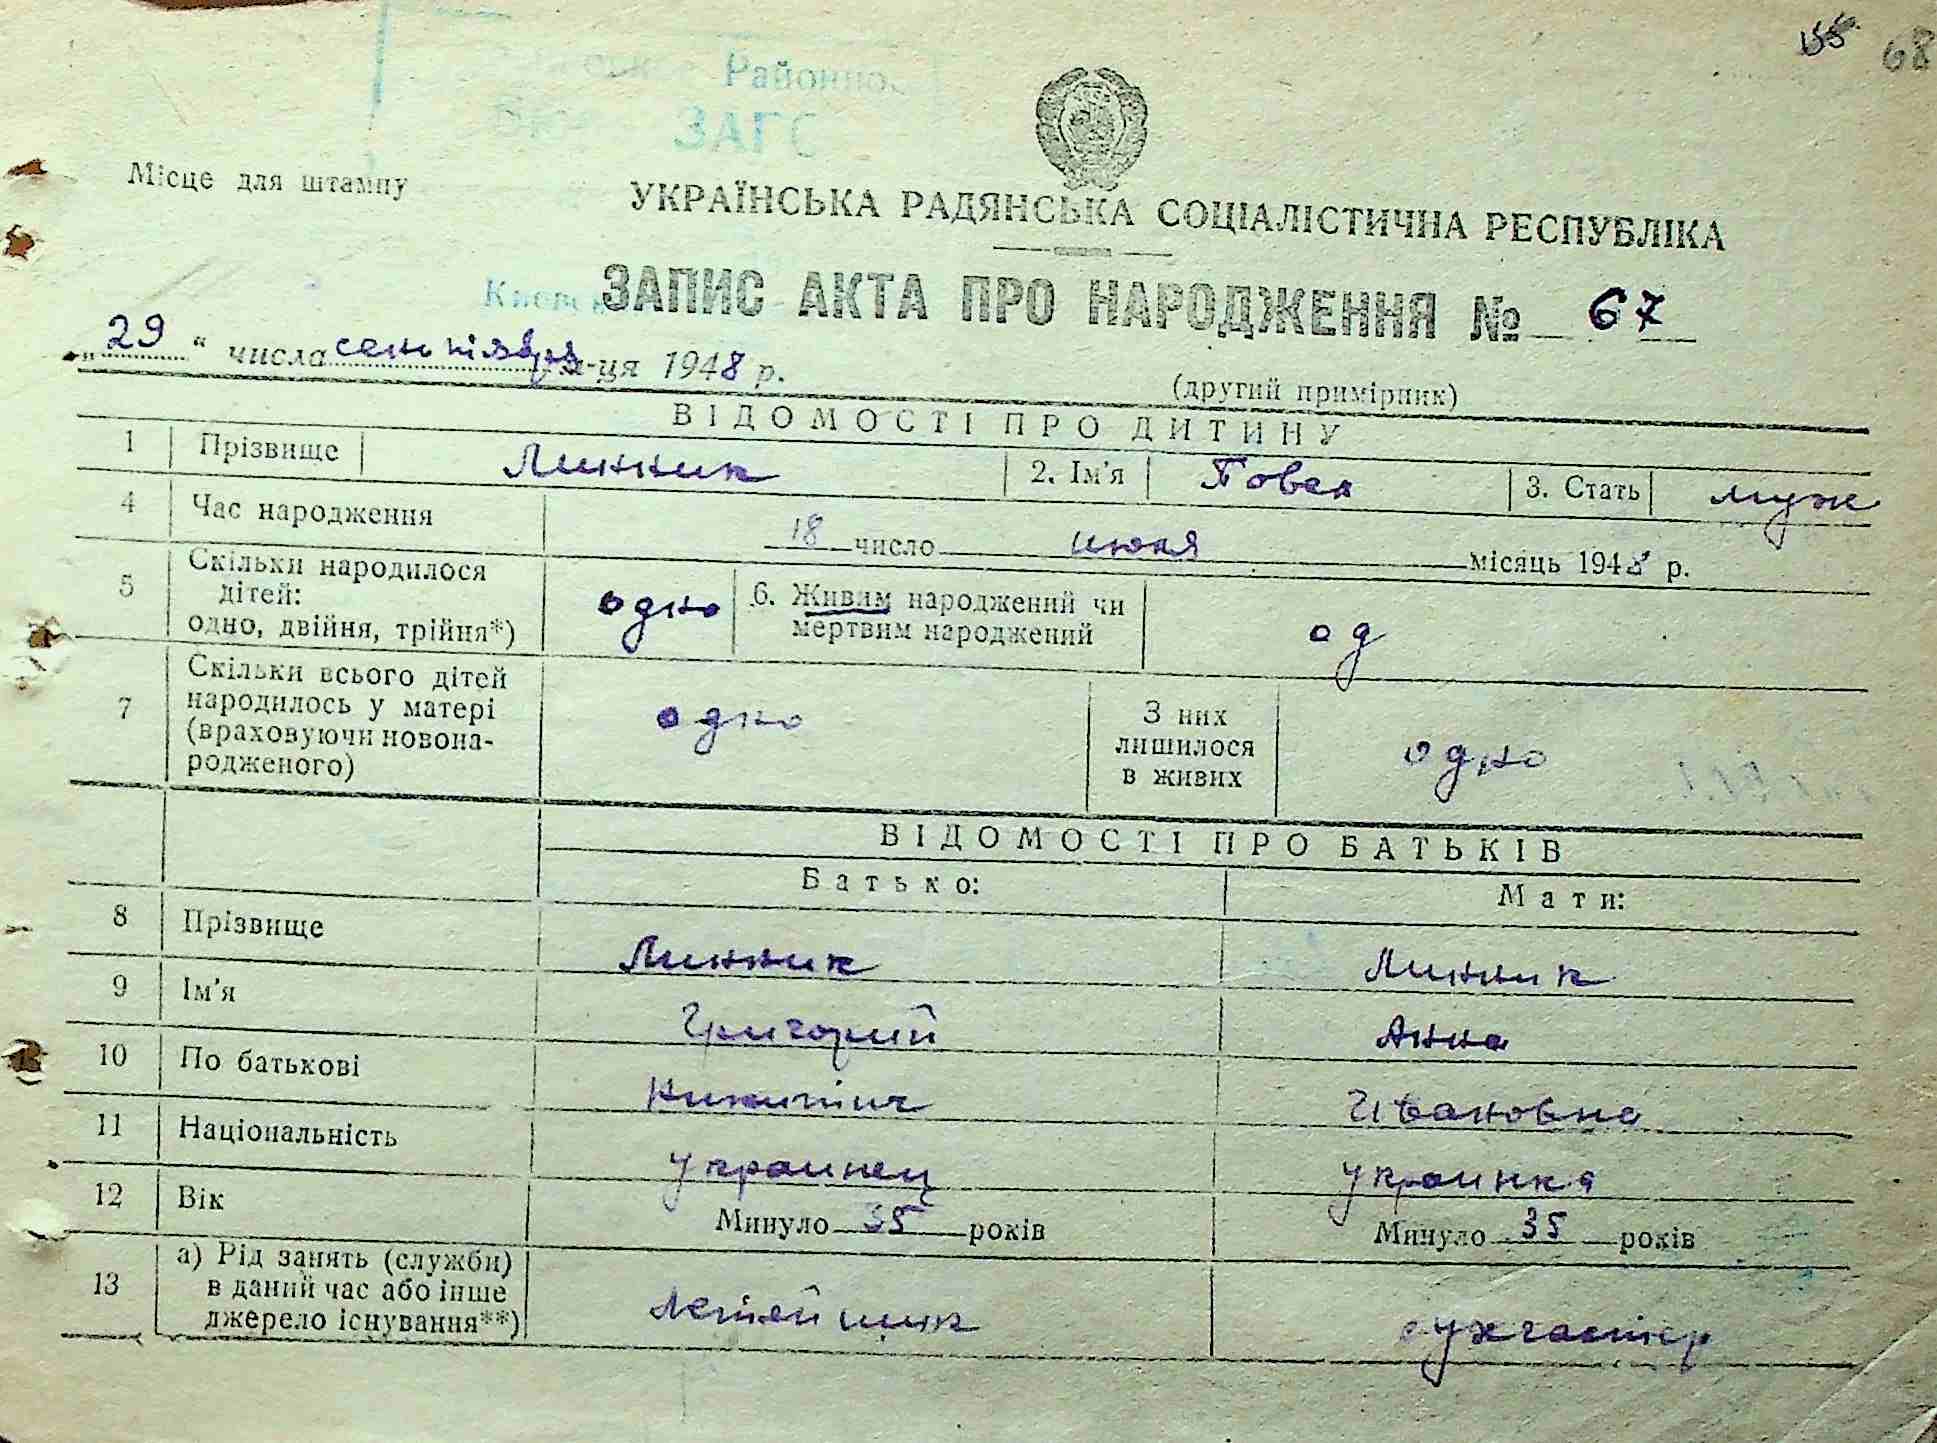 68
Районно
ЗАГС
Місце для штампу
УКРАЇНСЬКА РАДЯНСЬКА СОЦІАЛІСТИЧНА РЕСПУБЛІКА
ЗАПИС АКТА ПРО НАРОДЖЕННЯ № 67
„29“ числа сентября м-ця 1948 р.
(другий примірник)
ВІДОМОСТІ ПРО ДИТИНУ
1 Прізвище Линник 2. Ім'я 3. Стать муж
4 Час народження 18 число июля місяць 1948 р.
5 Скільки народилося дітей: одно, двійня, трійня*) одно 6. Живим народжений чи мертвим народжений од
7 Скільки всього дітей народилось у матері (враховуючи новонародженого) одно З них лишилося в живих одно
ВІДОМОСТІ ПРО БАТЬКІВ
Батько: Мати:
8 Прізвище Линник Линник
9 Ім'я Григорий Анна
10 По батькові Никитич Ивановна
11 Національність украинец украинка
12 Вік Минуло 35 років Минуло 35 років
13 а) Рід занять (служби) в даний час або інше джерело існування**) Литейщик бухгалтер